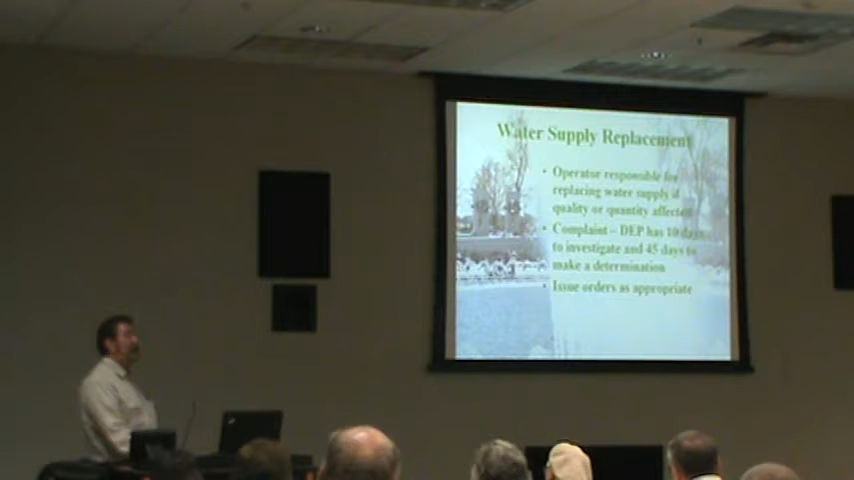 Water Supply Replacement
• Operator responsible for
replacing water supply if
quality or quantity affected
• Complaint – DEP has 10 days
to investigate and 45 days to
make a determination
• Issue orders as appropriate